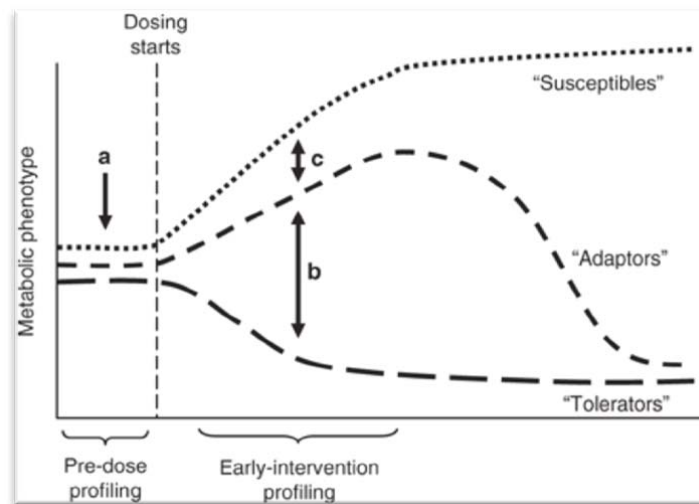 Dosing
starts
"Susceptibles"
a
c
Metabolic phenotype
"Adaptors"
b
"Tolerators"
Pre-dose
profiling
Early-intervention
profiling